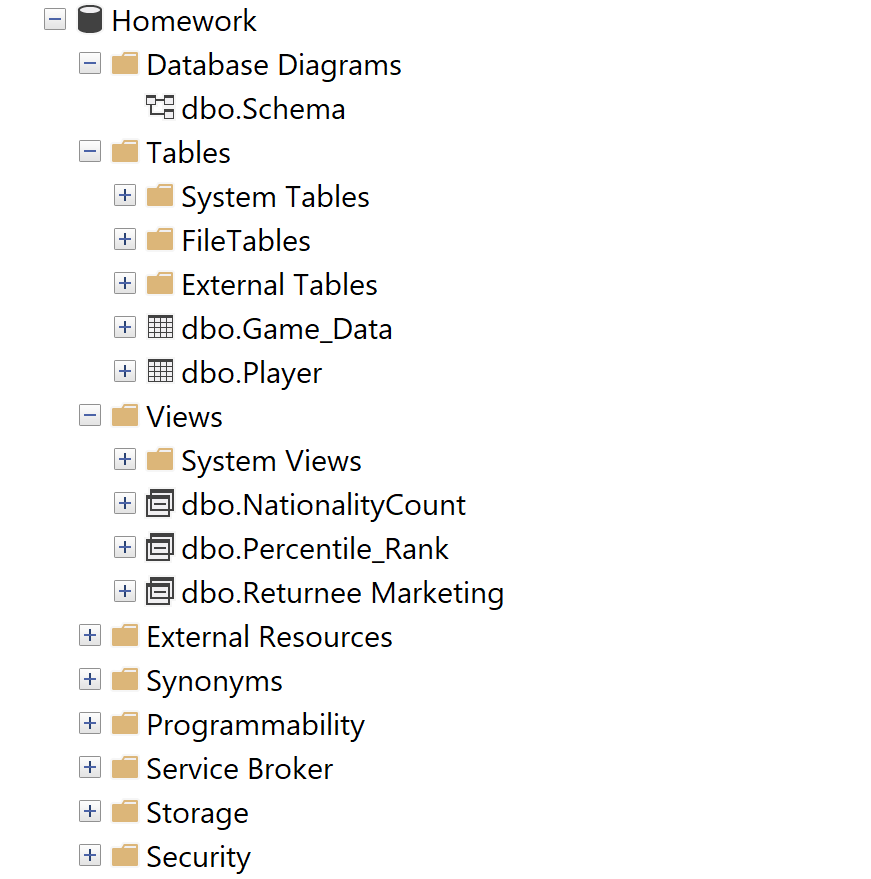 Homework
Database Diagrams
dbo.Schema
Tables
System Tables
FileTables
External Tables
dbo.Game_Data
dbo.Player
Views
System Views
dbo.NationalityCount
dbo.Percentile_Rank
dbo.Returnee Marketing
External Resources
Synonyms
Programmability
Service Broker
Storage
Security